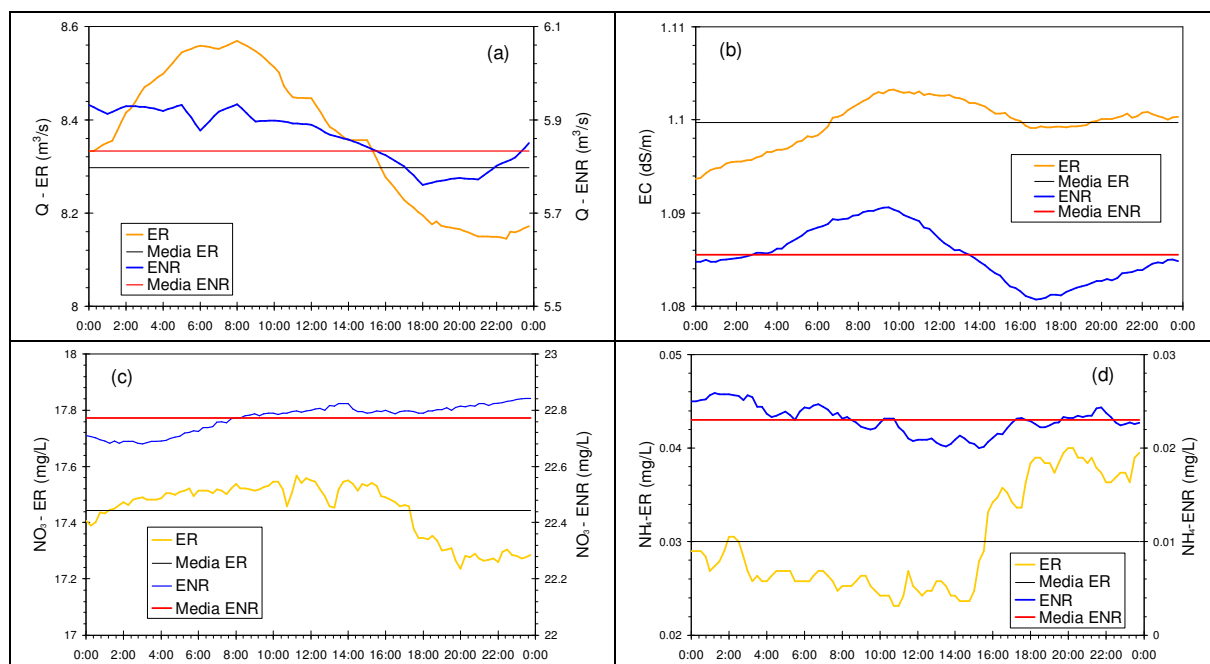 (a)
Q - ER (m³/s)
8.6
8.4
8.2
8
6.1
5.9
5.7
5.5
Q - ENR (m³/s)
ER
Media ER
ENR
Media ENR
0:00 2:00 4:00 6:00 8:00 10:00 12:00 14:00 16:00 18:00 20:00 22:00 0:00
(b)
EC (dS/m)
1.11
1.1
1.09
1.08
ER
Media ER
ENR
Media ENR
0:00 2:00 4:00 6:00 8:00 10:00 12:00 14:00 16:00 18:00 20:00 22:00 0:00
(c)
NO₃ - ER (mg/L)
18
17.8
17.6
17.4
17.2
17
23
22.8
22.6
22.4
22.2
22
NO₃ - ENR (mg/L)
ER
Media ER
ENR
Media ENR
0:00 2:00 4:00 6:00 8:00 10:00 12:00 14:00 16:00 18:00 20:00 22:00 0:00
(d)
NH₄-ER (mg/L)
0.05
0.04
0.03
0.02
0.03
0.02
0.01
0
NH₄-ENR (mg/L)
ER
Media ER
ENR
Media ENR
0:00 2:00 4:00 6:00 8:00 10:00 12:00 14:00 16:00 18:00 20:00 22:00 0:00